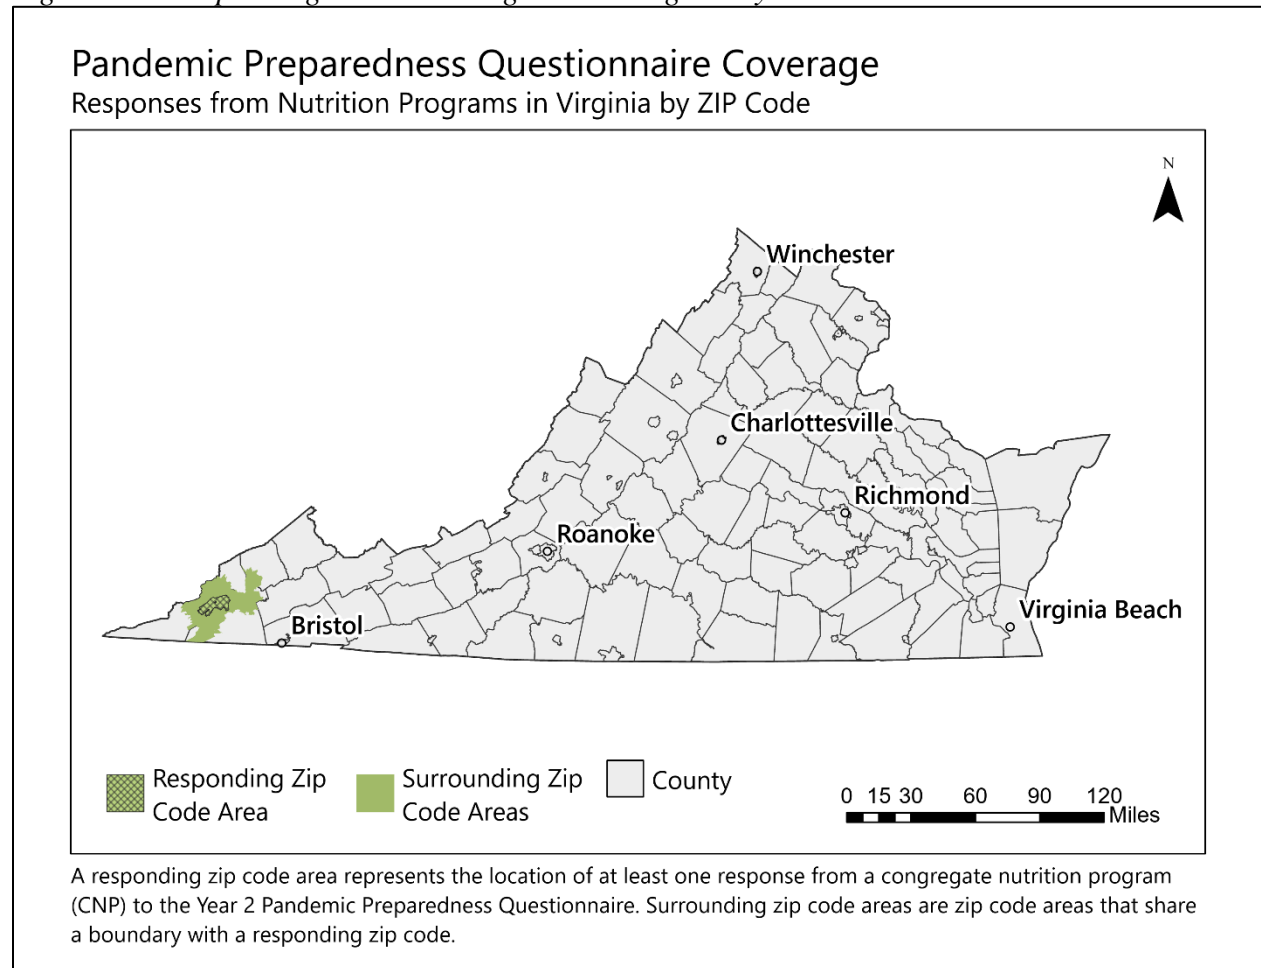 Pandemic Preparedness Questionnaire Coverage
Responses from Nutrition Programs in Virginia by ZIP Code
N
Winchester
Charlottesville
Richmond
Roanoke
Virginia Beach
Bristol
Responding Zip
Code Area
Surrounding Zip
Code Areas
County
0 15 30 60 90 120
Miles
A responding zip code area represents the location of at least one response from a congregate nutrition program
(CNP) to the Year 2 Pandemic Preparedness Questionnaire. Surrounding zip code areas are zip code areas that share
a boundary with a responding zip code.